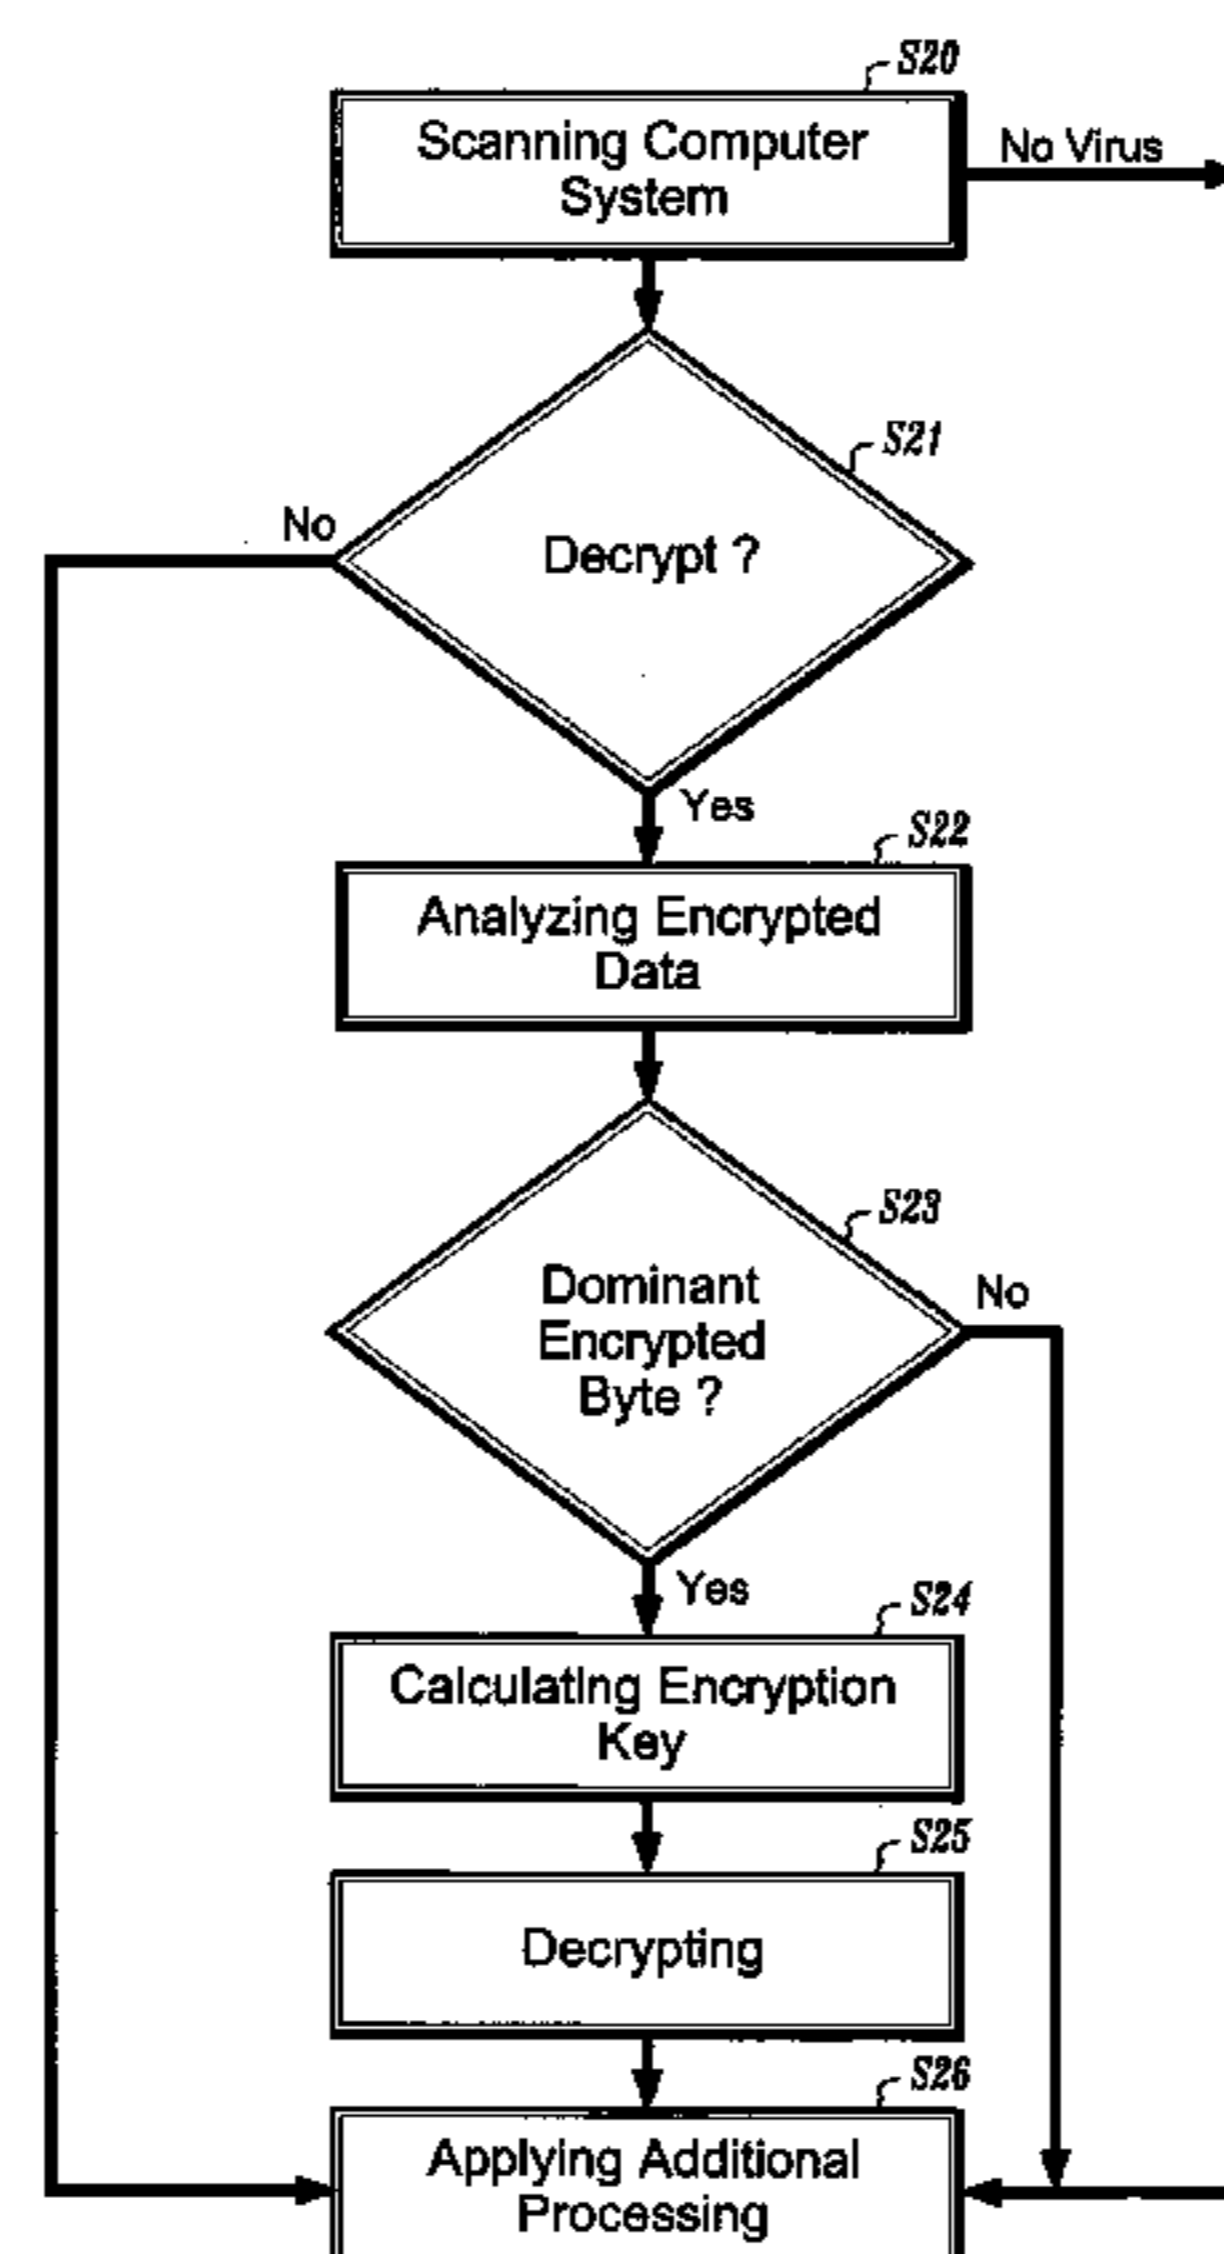 S20
Scanning Computer
System
No Virus
S21
No
Decrypt ?
Yes
S22
Analyzing Encrypted
Data
S23
Dominant
Encrypted
Byte ?
No
Yes
S24
Calculating Encryption
Key
S25
Decrypting
S26
Applying Additional
Processing